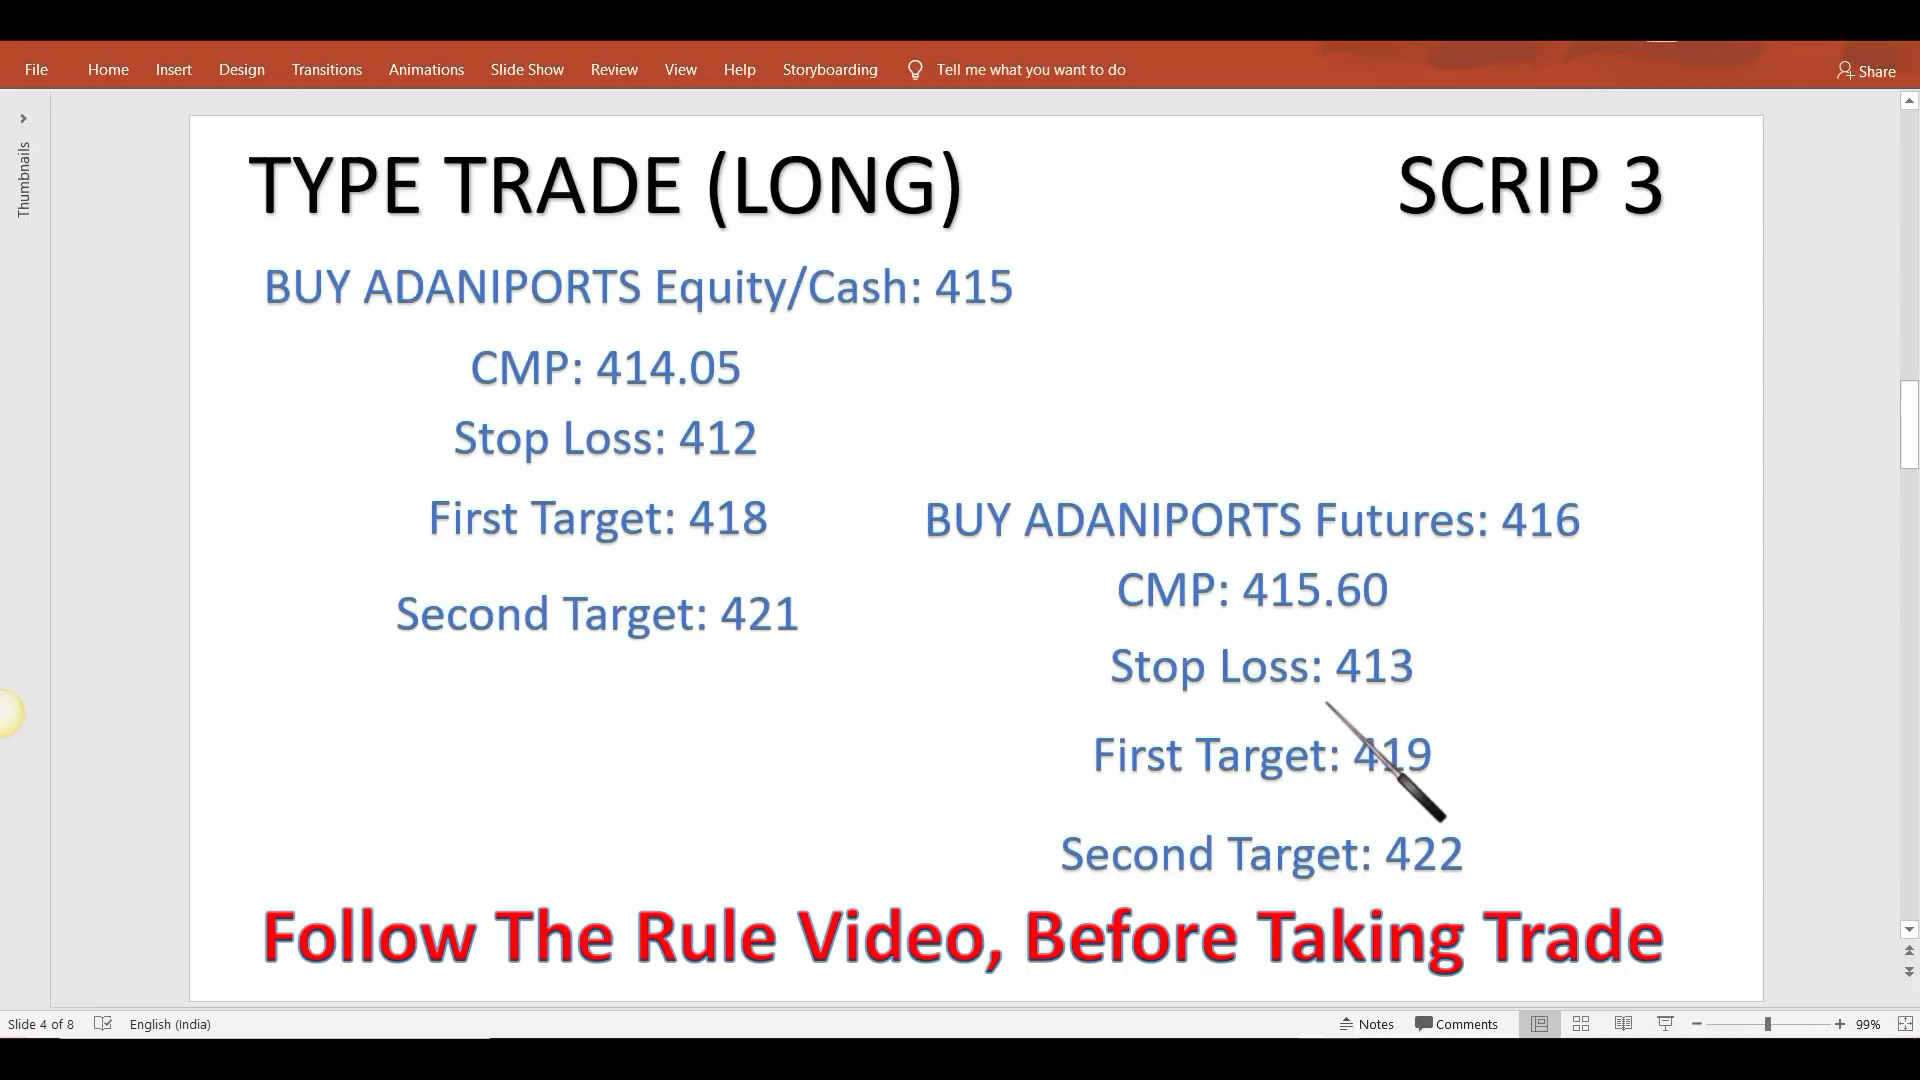 File Home Insert Design Transitions Animations Slide Show Review View Help Storyboarding Tell me what you want to do Share
Thumbnails
TYPE TRADE (LONG) SCRIP 3
BUY ADANIPORTS Equity/Cash: 415
CMP: 414.05
Stop Loss: 412
First Target: 418
Second Target: 421
BUY ADANIPORTS Futures: 416
CMP: 415.60
Stop Loss: 413
First Target: 419
Second Target: 422
Follow The Rule Video, Before Taking Trade
Slide 4 of 8 English (India) Notes Comments 99%